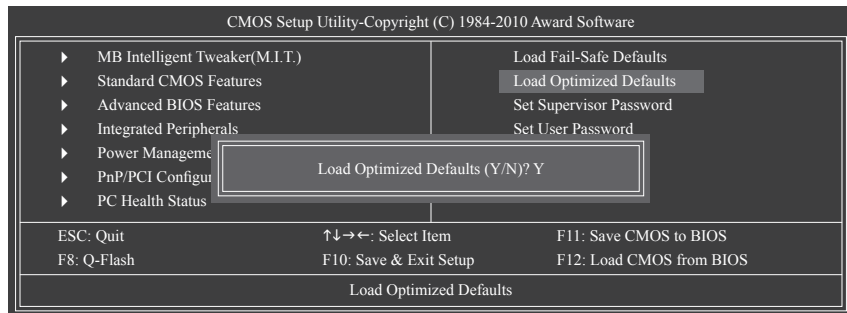 CMOS Setup Utility-Copyright (C) 1984-2010 Award Software
MB Intelligent Tweaker(M.I.T.)
Standard CMOS Features
Advanced BIOS Features
Integrated Peripherals
Power Manageme
PnP/PCI Configur
PC Health Status
Load Fail-Safe Defaults
Load Optimized Defaults
Set Supervisor Password
Set User Password
Load Optimized Defaults (Y/N)? Y
ESC: Quit ↑↓→←: Select Item F11: Save CMOS to BIOS
F8: Q-Flash F10: Save & Exit Setup F12: Load CMOS from BIOS
Load Optimized Defaults